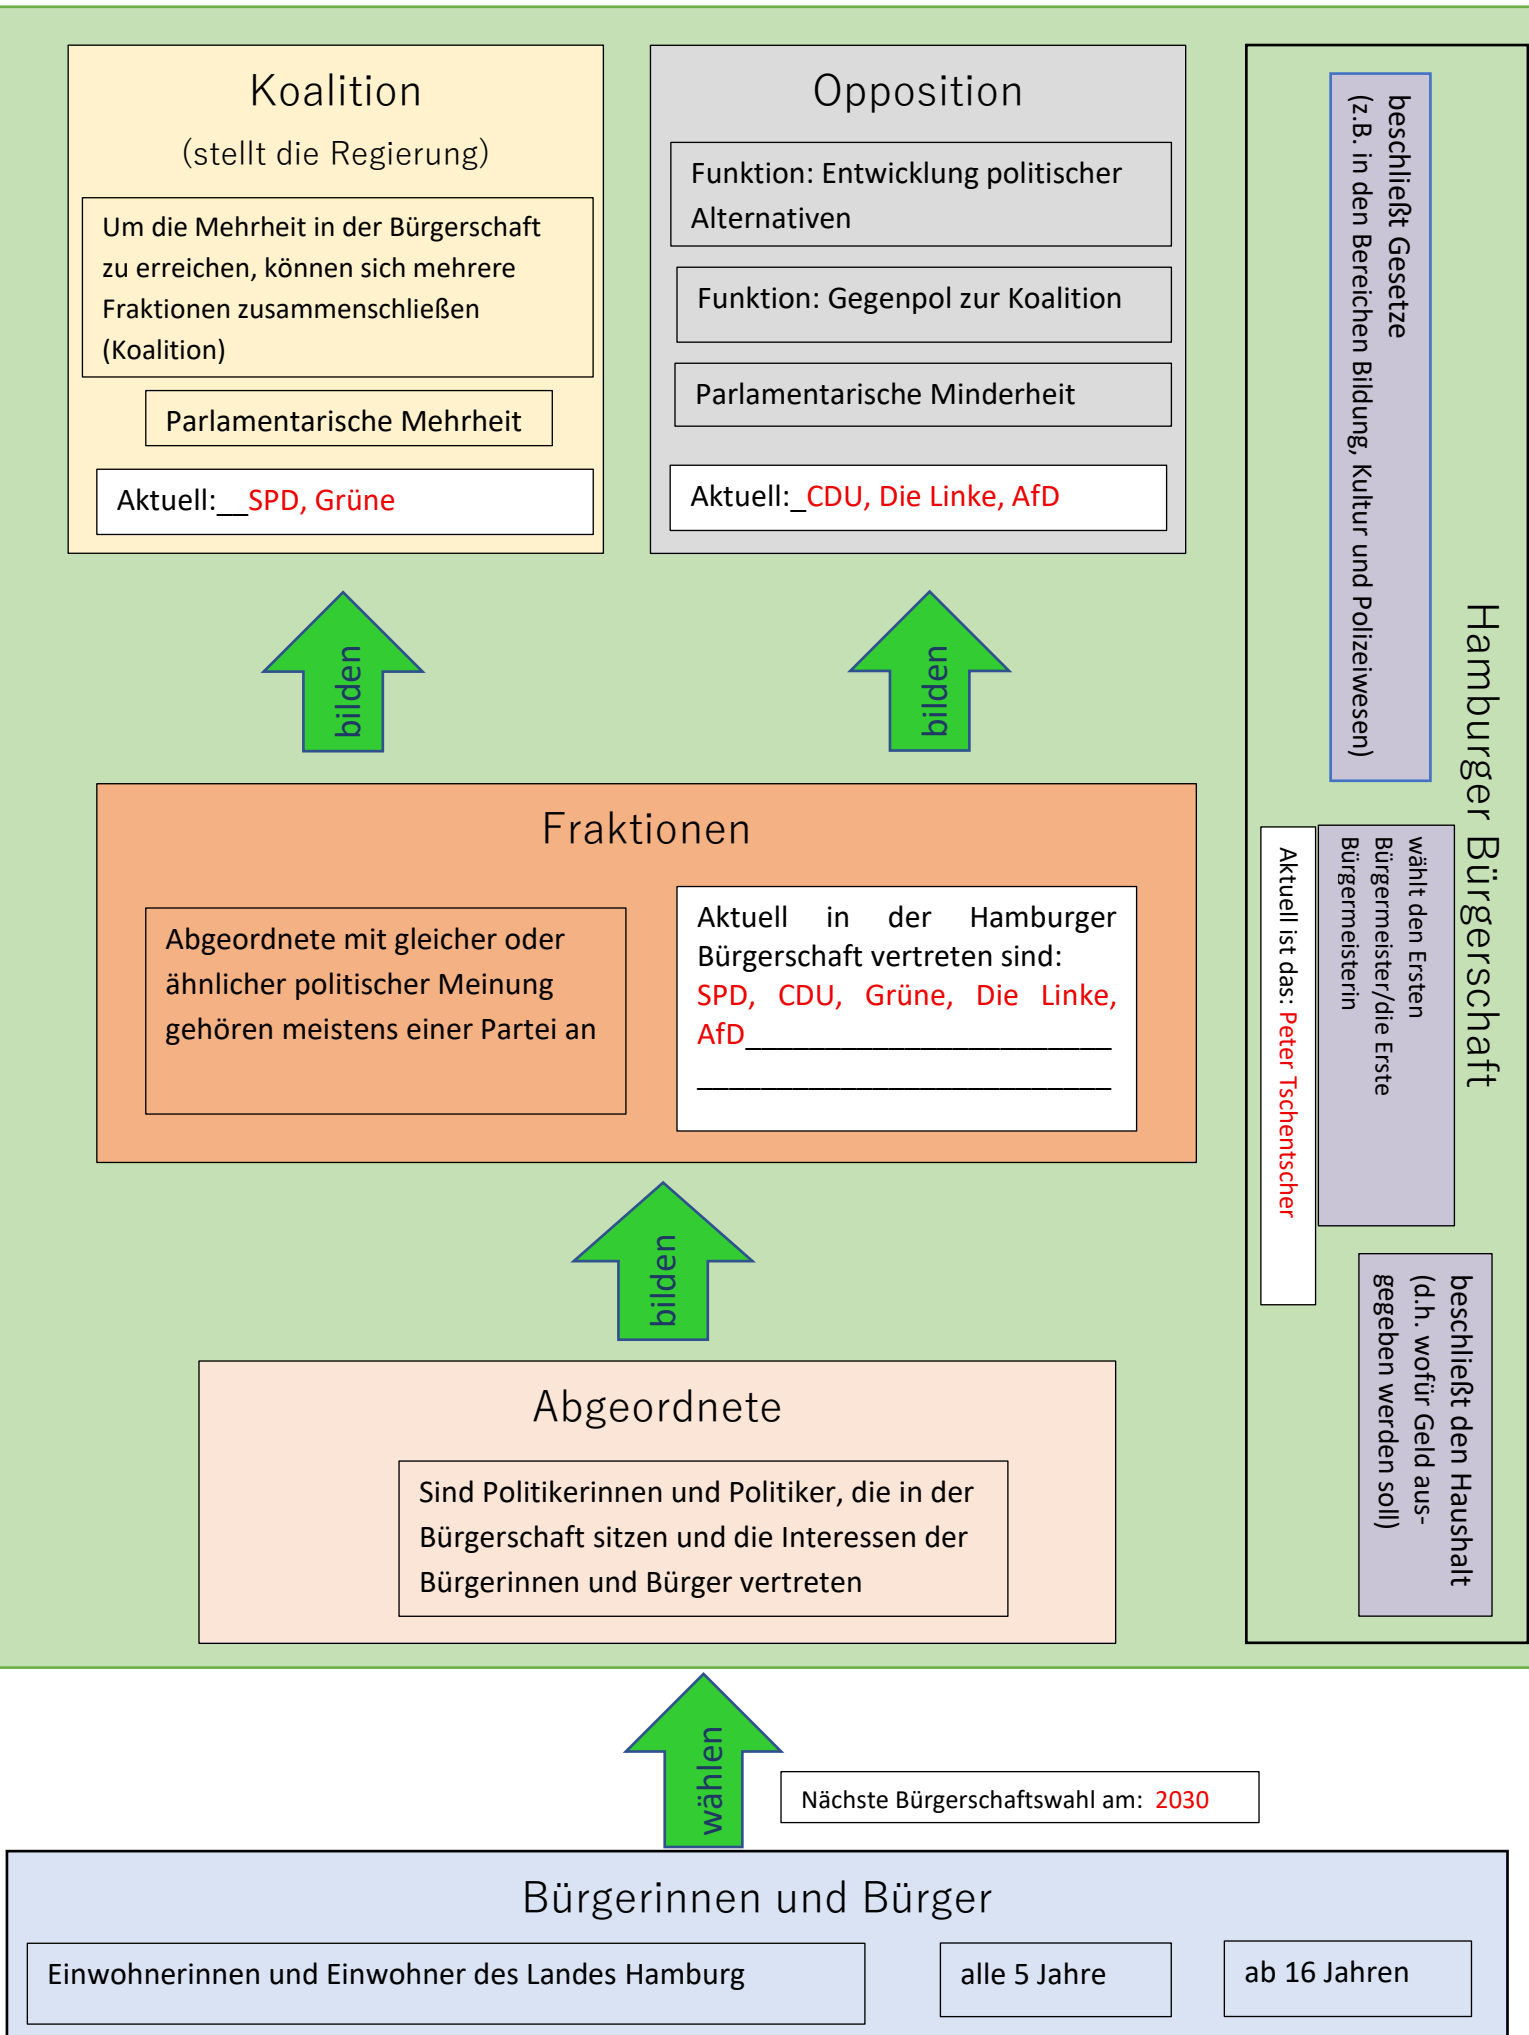 Koalition
(stellt die Regierung)
Um die Mehrheit in der Bürgerschaft
zu erreichen, können sich mehrere
Fraktionen zusammenschließen
(Koalition)
Parlamentarische Mehrheit
Aktuell:__SPD, Grüne
Opposition
Funktion: Entwicklung politischer
Alternativen
Funktion: Gegenpol zur Koalition
Parlamentarische Minderheit
Aktuell:_CDU, Die Linke, AfD
bilden
bilden
Fraktionen
Abgeordnete mit gleicher oder
ähnlicher politischer Meinung
gehören meistens einer Partei an
Aktuell in der Hamburger
Bürgerschaft vertreten sind:
SPD, CDU, Grüne, Die Linke,
AfD_______________________
__________________________
bilden
Abgeordnete
Sind Politikerinnen und Politiker, die in der
Bürgerschaft sitzen und die Interessen der
Bürgerinnen und Bürger vertreten
Hamburger Bürgerschaft
beschließt Gesetze
(z.B. in den Bereichen Bildung, Kultur und Polizeiwesen)
wählt den Ersten
Bürgermeister/die Erste
Bürgermeisterin
Aktuell ist das: Peter Tschentscher
beschließt den Haushalt
(d.h. wofür Geld aus-
gegeben werden soll)
wählen
Nächste Bürgerschaftswahl am: 2030
Bürgerinnen und Bürger
Einwohnerinnen und Einwohner des Landes Hamburg
alle 5 Jahre
ab 16 Jahren